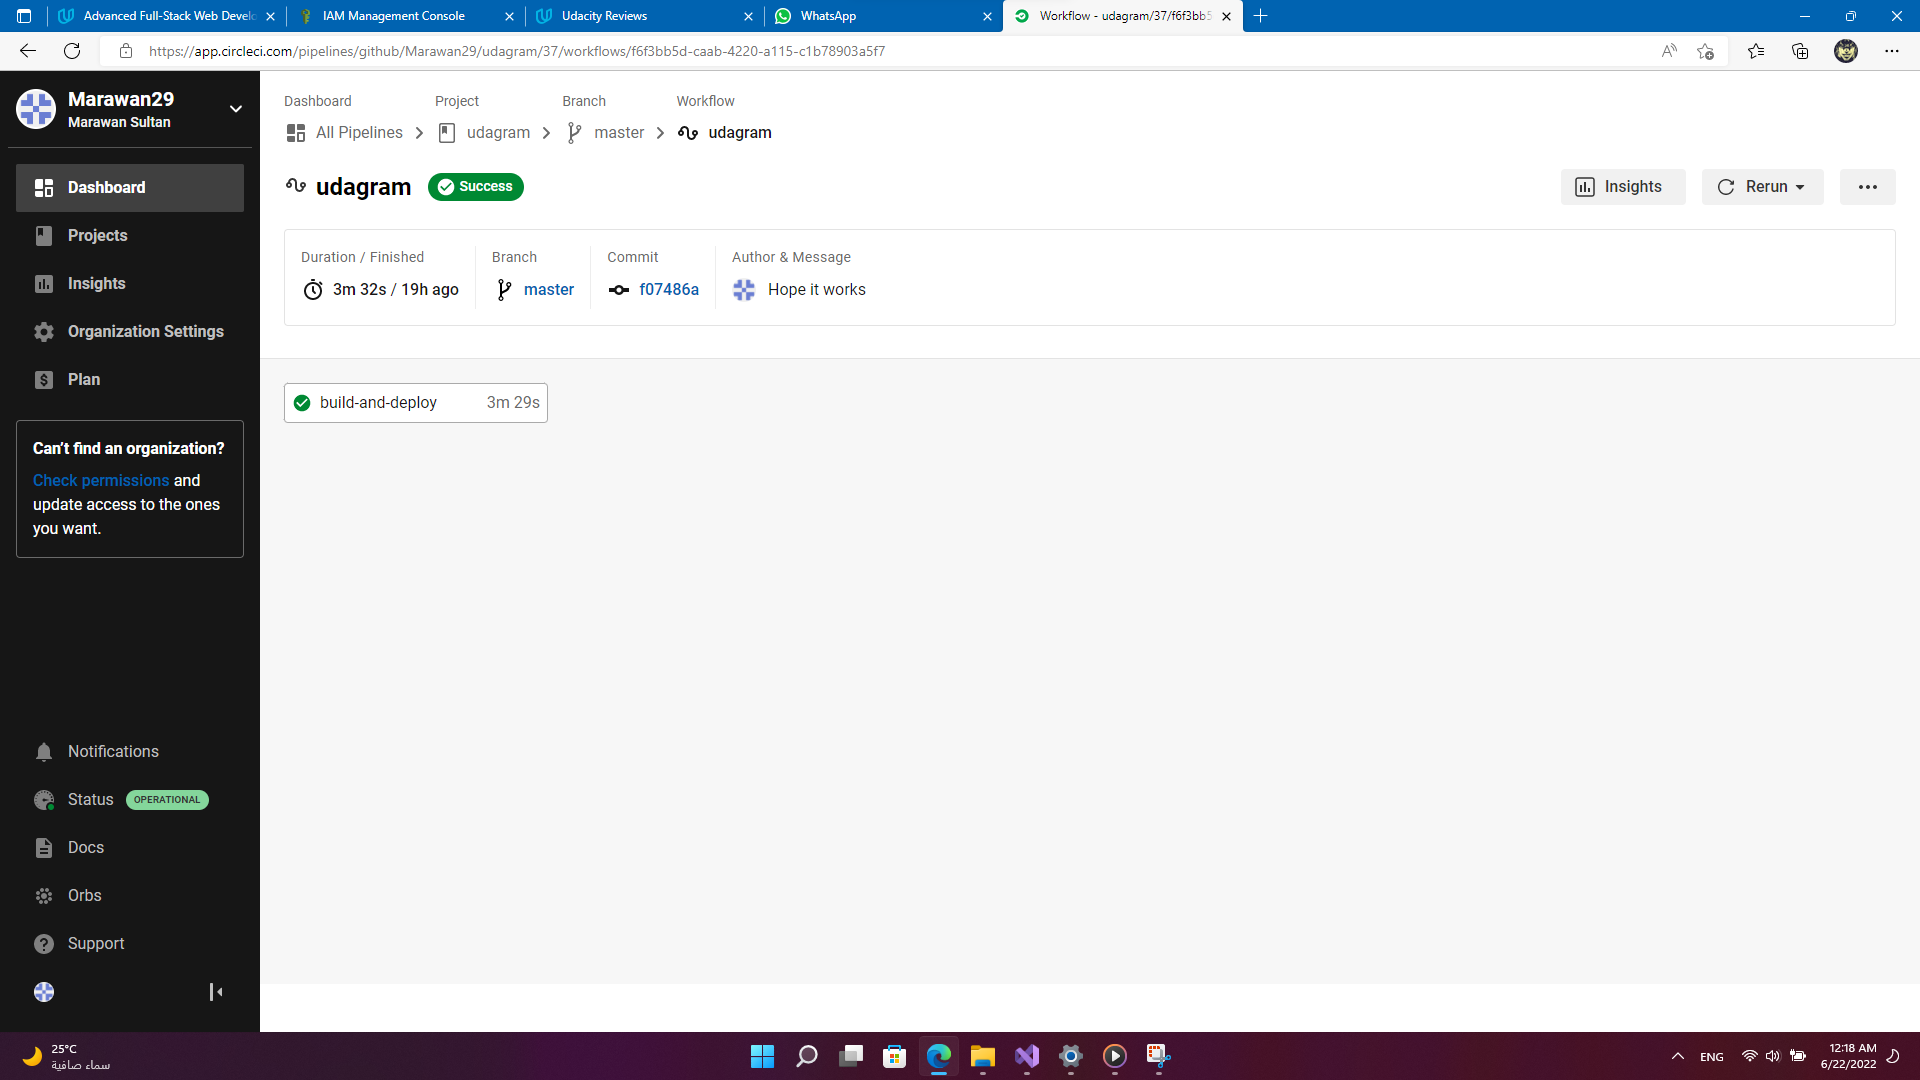 Advanced Full-Stack Web Develo
IAM Management Console
Udacity Reviews
WhatsApp
Workflow - udagram/37/f6f3bb5
https://app.circleci.com/pipelines/github/Marawan29/udagram/37/workflows/f6f3bb5d-caab-4220-a115-c1b78903a5f7
Marawan29
Marawan Sultan
Dashboard
Projects
Insights
Organization Settings
Plan
Can't find an organization?
Check permissions and
update access to the ones
you want.
Notifications
Status OPERATIONAL
Docs
Orbs
Support
Dashboard Project Branch Workflow
All Pipelines udagram master udagram
udagram Success
Insights Rerun
Duration / Finished Branch Commit Author & Message
3m 32s / 19h ago master f07486a Hope it works
build-and-deploy 3m 29s
25°C
سماء صافية
ENG
12:18 AM
6/22/2022